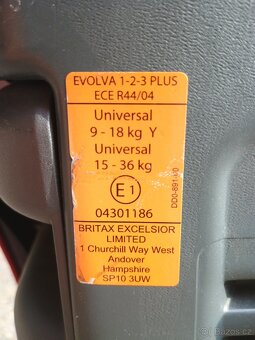 EVOLVA 1-2-3 PLUS
ECE R44/04
Universal
9 - 18 kg Y
Universal
15 - 36 kg
E1
04301186
BRITAX EXCELSIOR
LIMITED
1 Churchill Way West
Andover
Hampshire
SP10 3UW